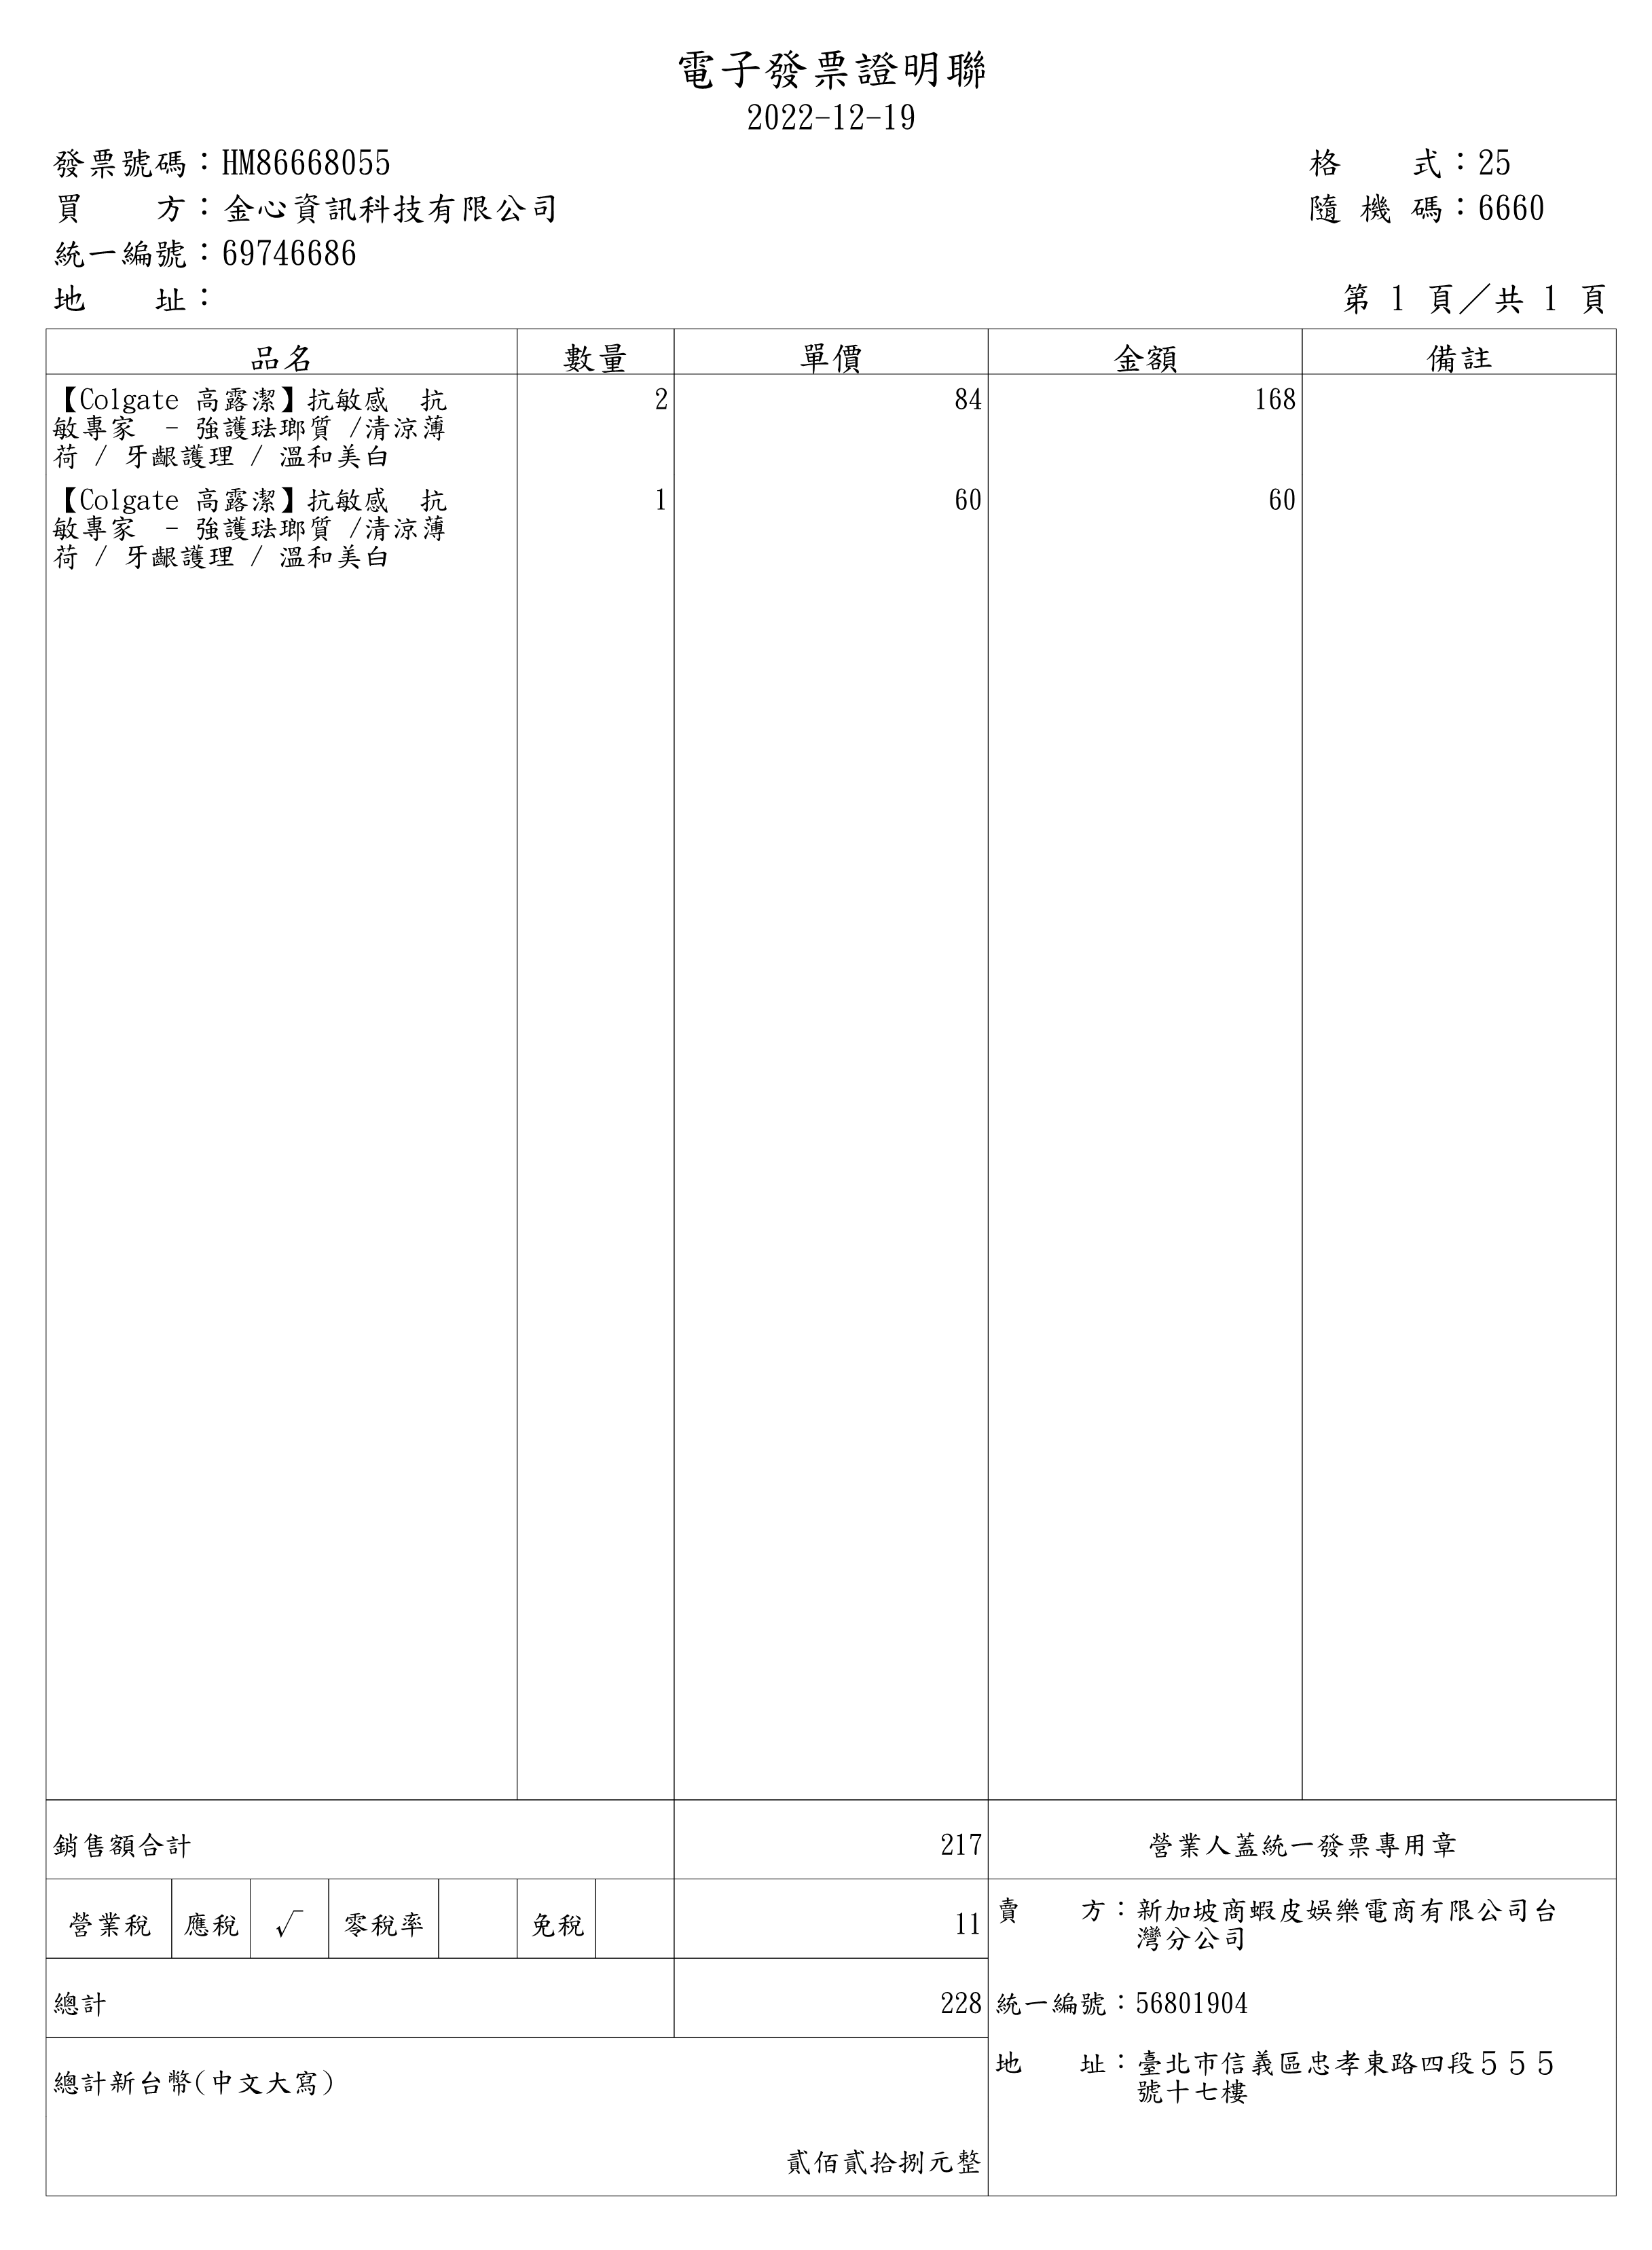 電子發票證明聯
2022-12-19
發票號碼：HM86668055
格　　式：25
買　　方：金心資訊科技有限公司
隨 機 碼：6660
統一編號：69746686
地　　址：
第 1 頁／共 1 頁
品名 數量 單價 金額 備註
【Colgate 高露潔】抗敏感　抗 2 84 168
敏專家　- 強護琺瑯質 /清涼薄
荷 / 牙齦護理 / 溫和美白
【Colgate 高露潔】抗敏感　抗 1 60 60
敏專家　- 強護琺瑯質 /清涼薄
荷 / 牙齦護理 / 溫和美白
銷售額合計 217 營業人蓋統一發票專用章
營業稅 應稅 √ 零稅率 免稅 11
賣　　方：新加坡商蝦皮娛樂電商有限公司台
灣分公司
總計 228
統一編號：56801904
地　　址：臺北市信義區忠孝東路四段５５５
號十七樓
總計新台幣(中文大寫)
貳佰貳拾捌元整